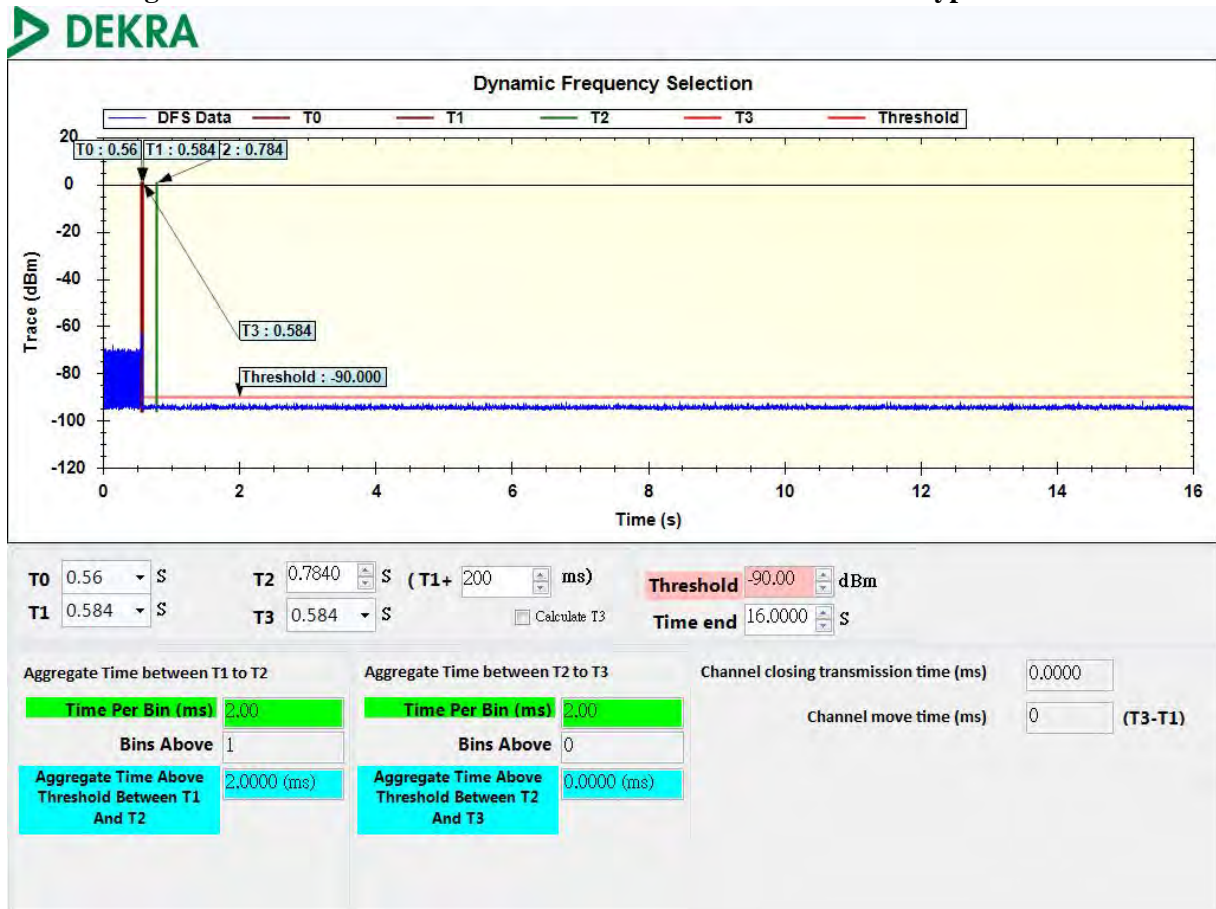 DEKRA
Dynamic Frequency Selection
DFS Data T0 T1 T2 T3 Threshold
T0 : 0.56 T1 : 0.584 2 : 0.784
20
0
-20
-40
-60
-80
-100
-120
Trace (dBm)
T3 : 0.584
Threshold : -90.000
0 2 4 6 8 10 12 14 16
Time (s)
T0 0.56 S T2 0.7840 S ( T1+ 200 ms) Threshold -90.00 dBm
T1 0.584 S T3 0.584 S Calculate T3 Time end 16.0000 S
Aggregate Time between T1 to T2
Time Per Bin (ms) 2.00
Bins Above 1
Aggregate Time Above
Threshold Between T1
And T2
2.0000 (ms)
Aggregate Time between T2 to T3
Time Per Bin (ms) 2.00
Bins Above 0
Aggregate Time Above
Threshold Between T2
And T3
0.0000 (ms)
Channel closing transmission time (ms) 0.0000
Channel move time (ms) 0 (T3-T1)